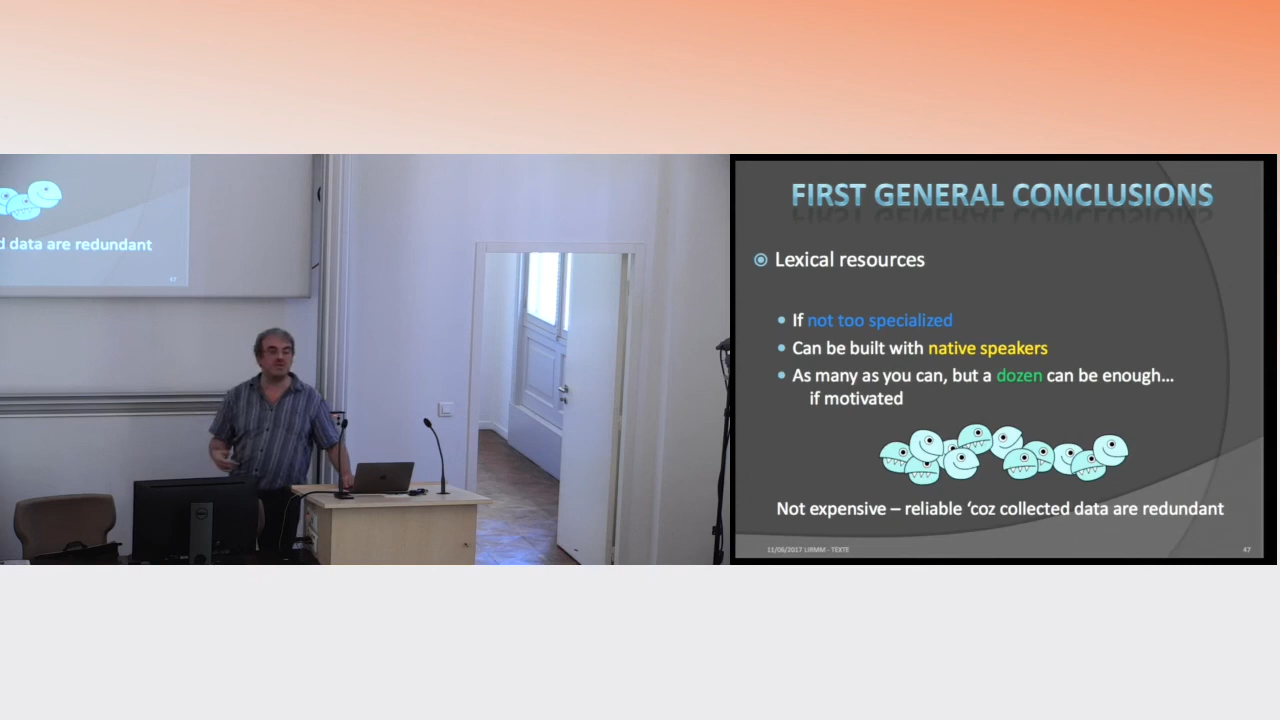 d data are redundant
47
FIRST GENERAL CONCLUSIONS
Lexical resources
If not too specialized
Can be built with native speakers
As many as you can, but a dozen can be enough...
if motivated
Not expensive – reliable ‘coz collected data are redundant
11/06/2017 LIRMM - TEXTE
47